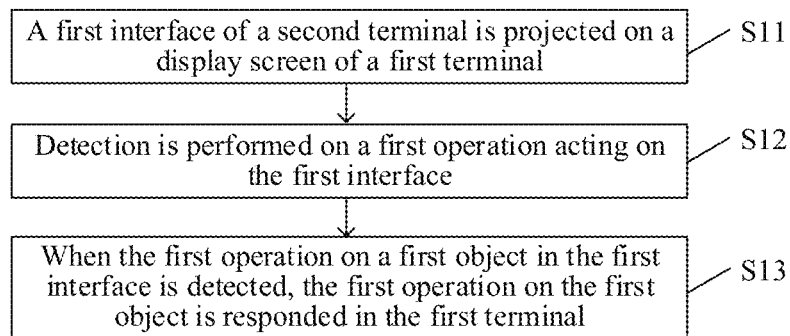 A first interface of a second terminal is projected on a
display screen of a first terminal
S11
Detection is performed on a first operation acting on
the first interface
S12
When the first operation on a first object in the first
interface is detected, the first operation on the first
object is responded in the first terminal
S13